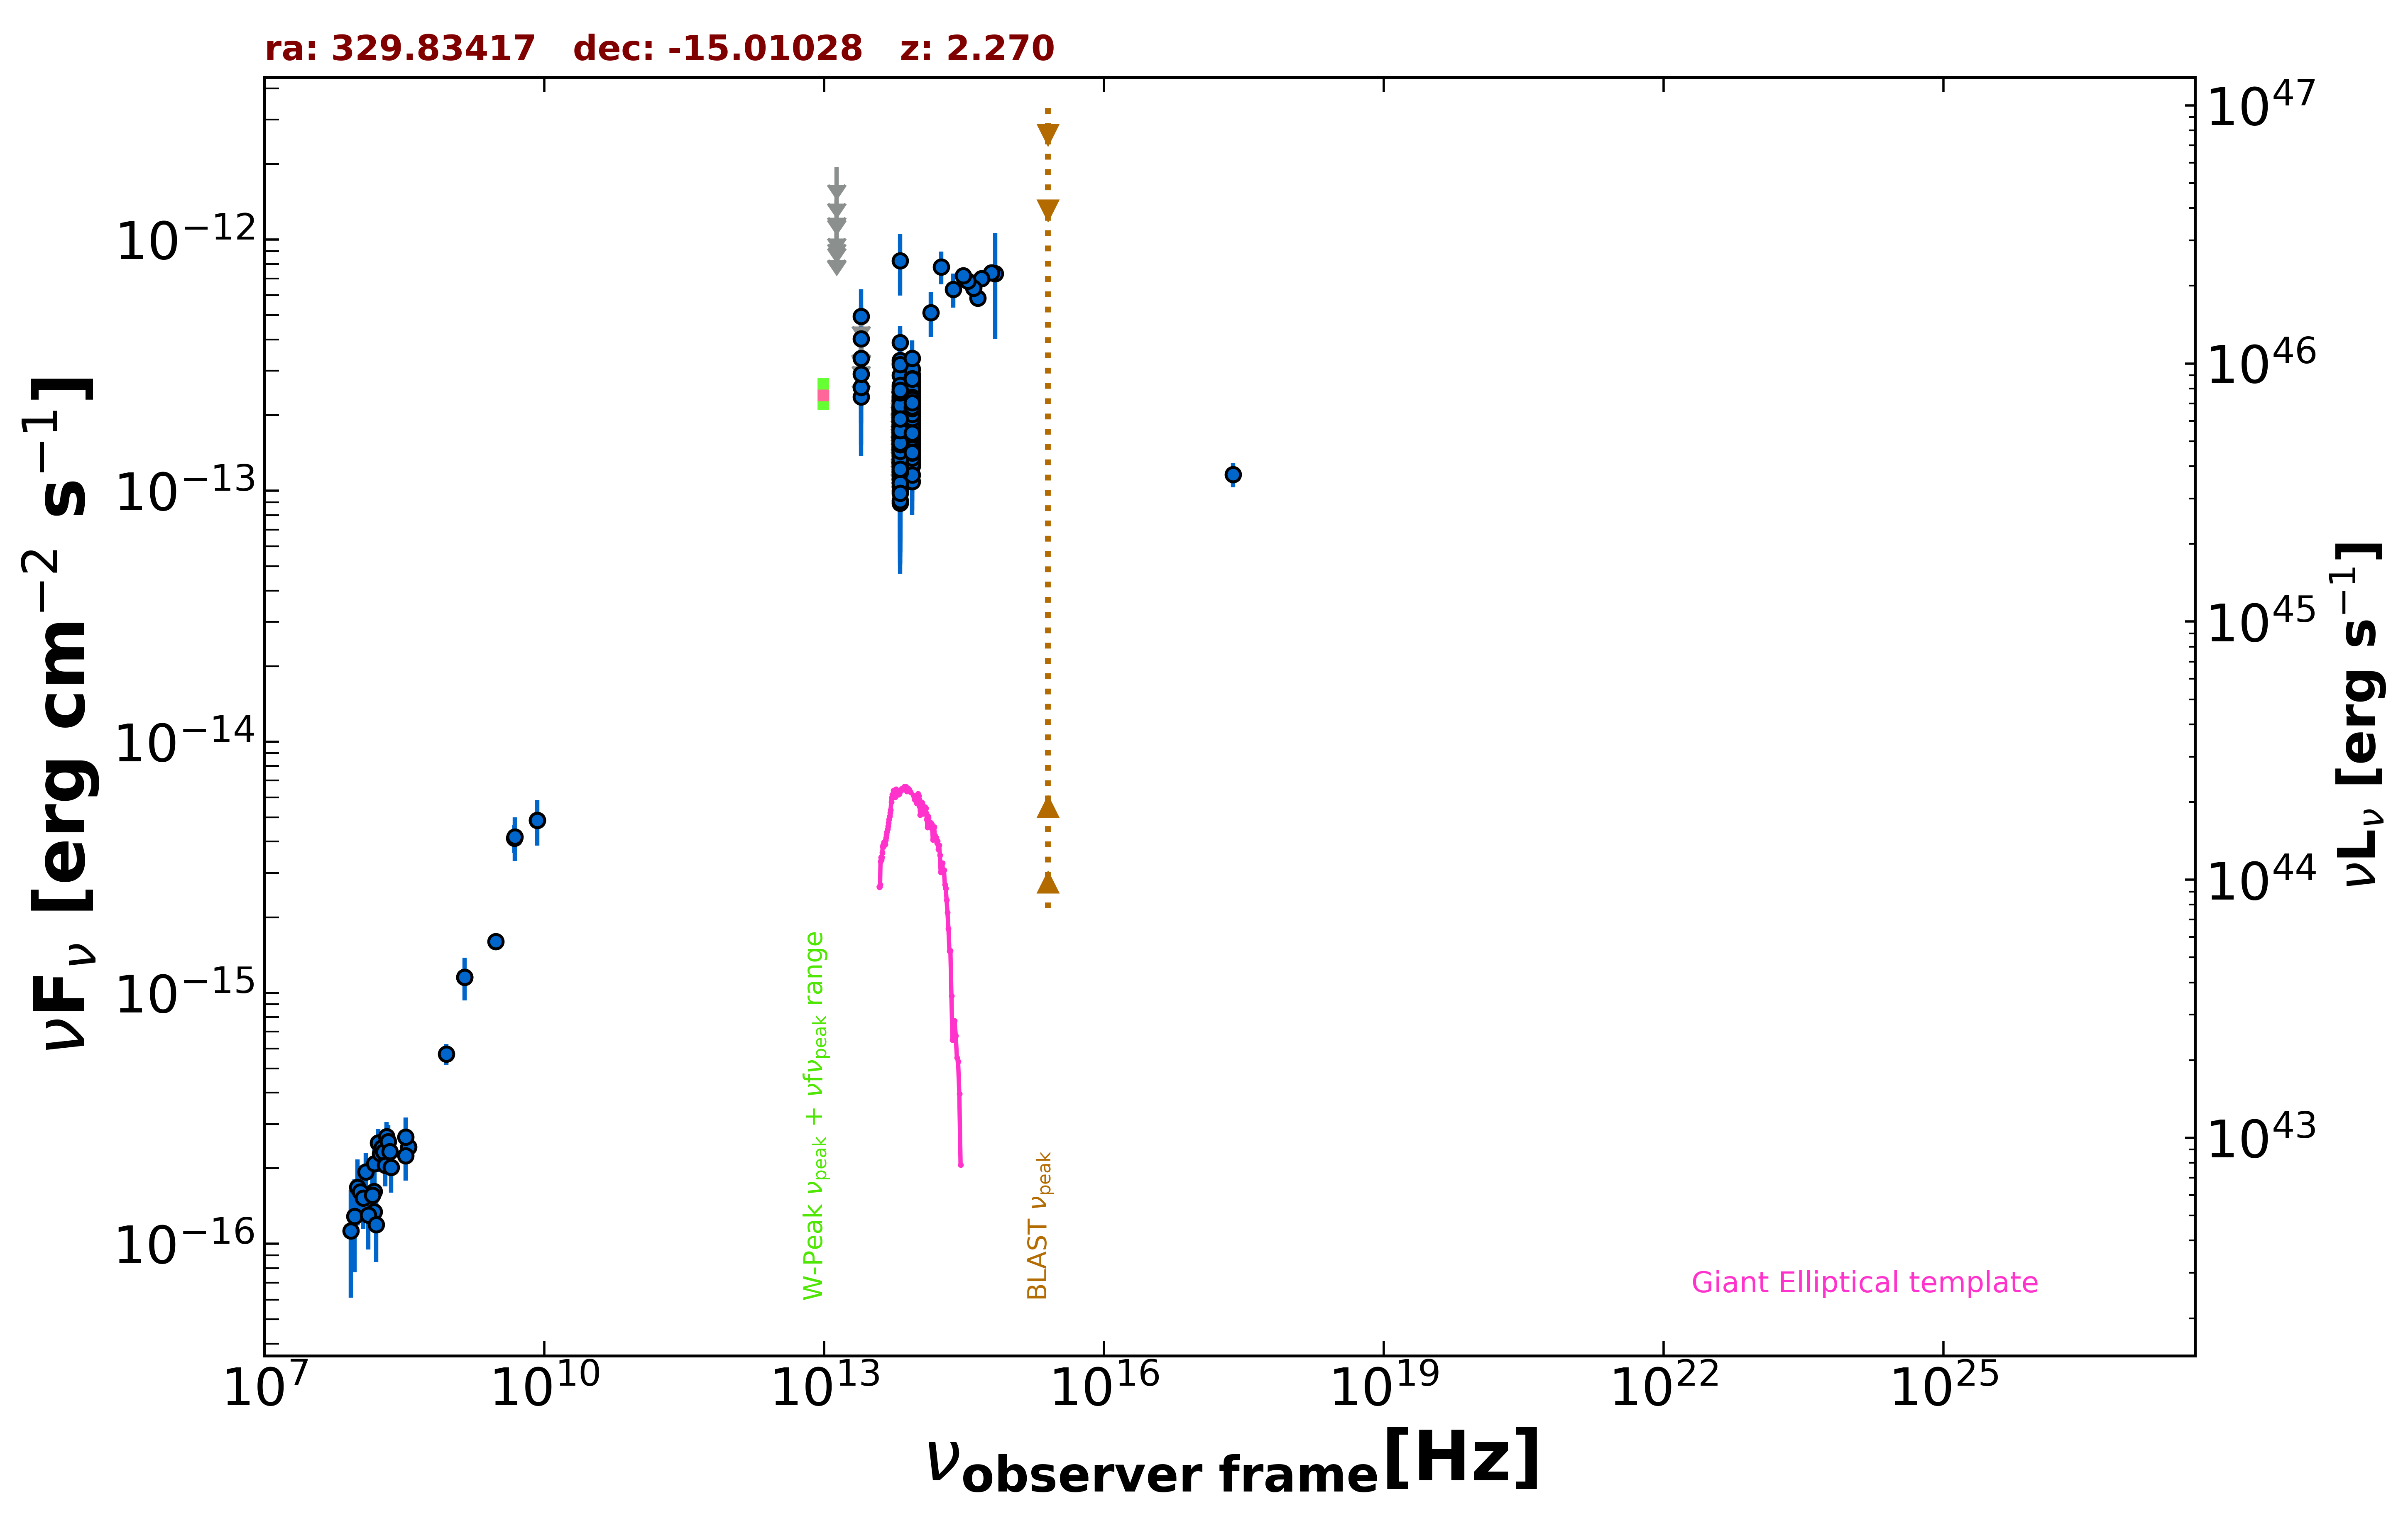 ra: 329.83417   dec: -15.01028   z: 2.270
νFν [erg cm−2 s−1]
10−12
10−13
10−14
10−15
10−16
1047
1046
1045
1044
1043
νLν [erg s−1]
W-Peak νpeak + νfνpeak range
BLAST νpeak
Giant Elliptical template
107
1010
1013
1016
1019
1022
1025
νobserver frame[Hz]